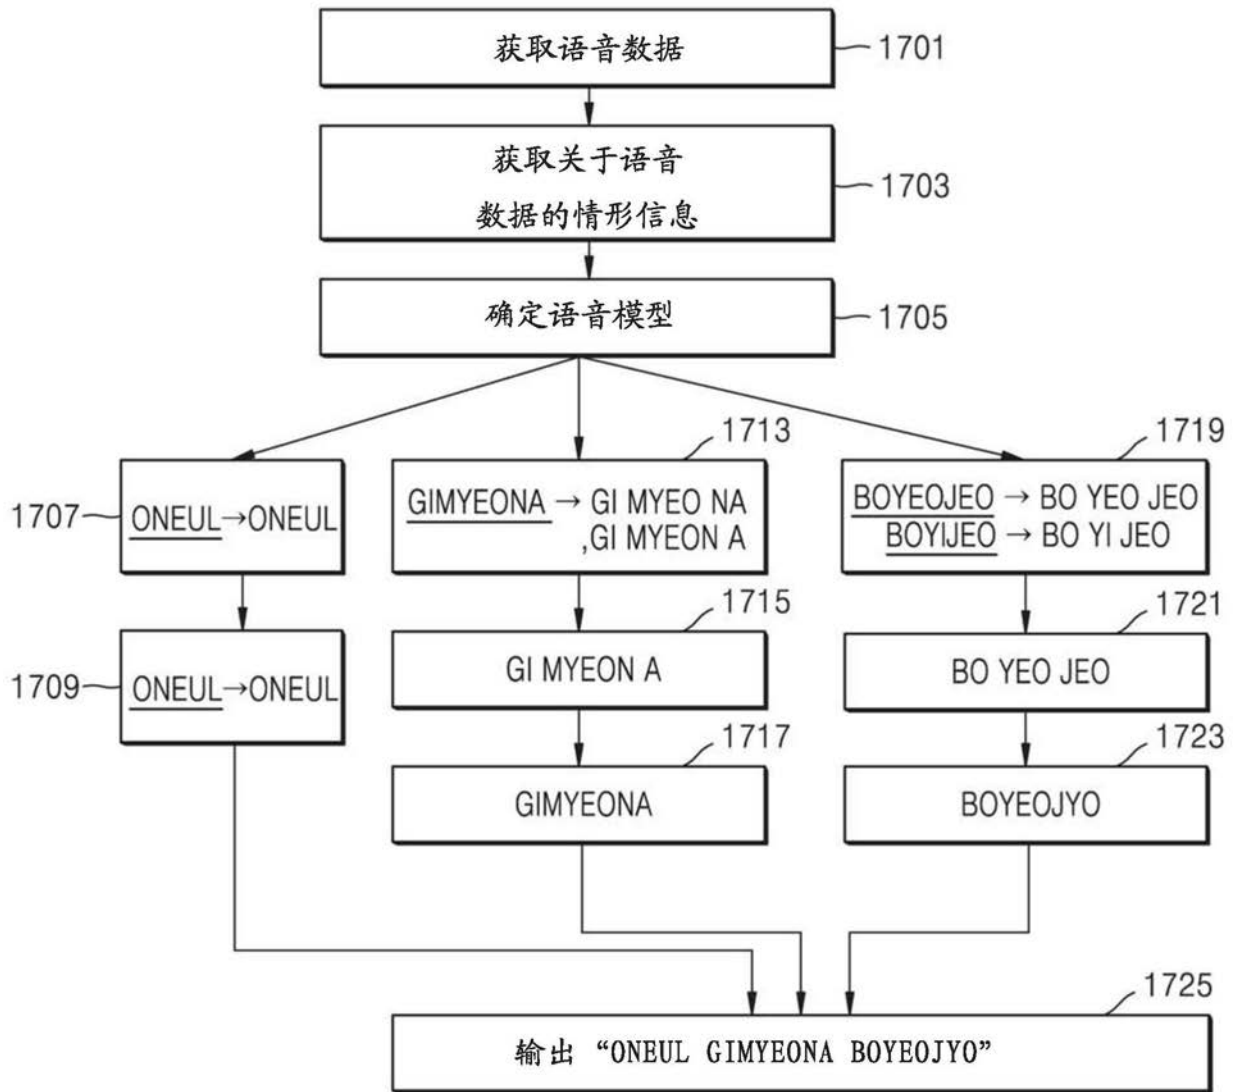 获取语音数据
1701
获取关于语音
数据的情形信息
1703
确定语音模型
1705
1707
ONEUL→ONEUL
1713
GIMYEONA → GI MYEO NA
,GI MYEON A
1719
BOYEOJEO → BO YEO JEO
BOYIJEO → BO YI JEO
1709
ONEUL→ONEUL
1715
GI MYEON A
1721
BO YEO JEO
1717
GIMYEONA
1723
BOYEOJYO
1725
输出 “ONEUL GIMYEONA BOYEOJYO”